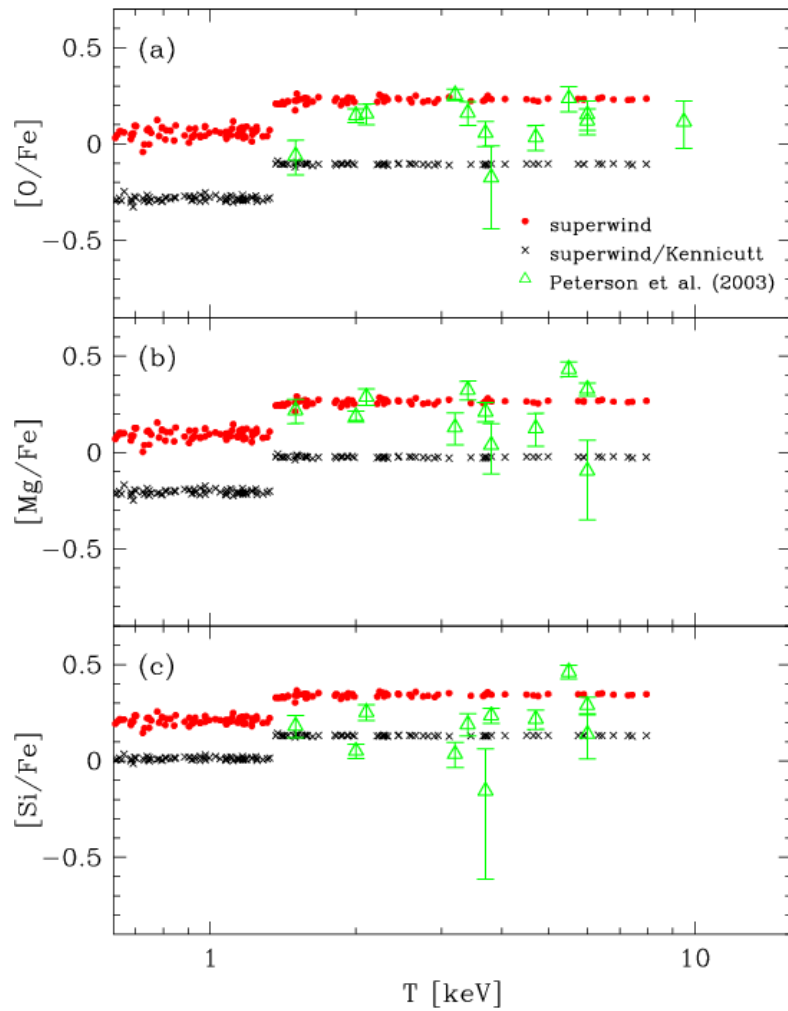 (a)
0.5
0
−0.5
[O/Fe]
superwind
superwind/Kennicutt
Peterson et al. (2003)
(b)
0.5
0
−0.5
[Mg/Fe]
(c)
0.5
0
−0.5
[Si/Fe]
1
10
T [keV]